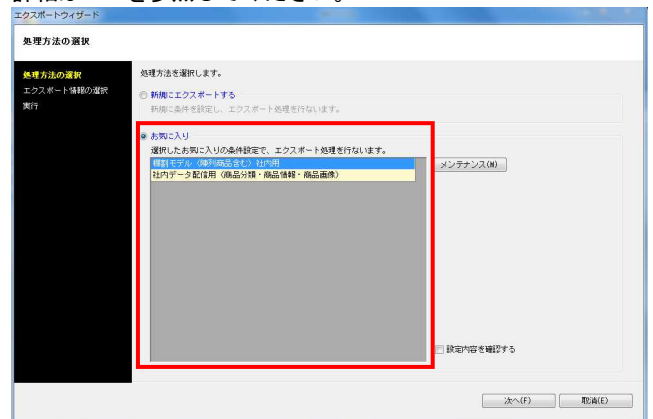 エクスポートウィザード
処理方法の選択
処理方法の選択
エクスポート情報の選択
実行
処理方法を選択します。
新規にエクスポートする
新規に条件を設定し、エクスポート処理を行ないます。
お気に入り
選択したお気に入りの条件設定で、エクスポート処理を行ないます。
棚割モデル（陳列商品含む）社内用
社内データ配信用（商品分類・商品情報・商品画像）
メンテナンス(M)
設定内容を確認する
次へ(F)
取消(E)